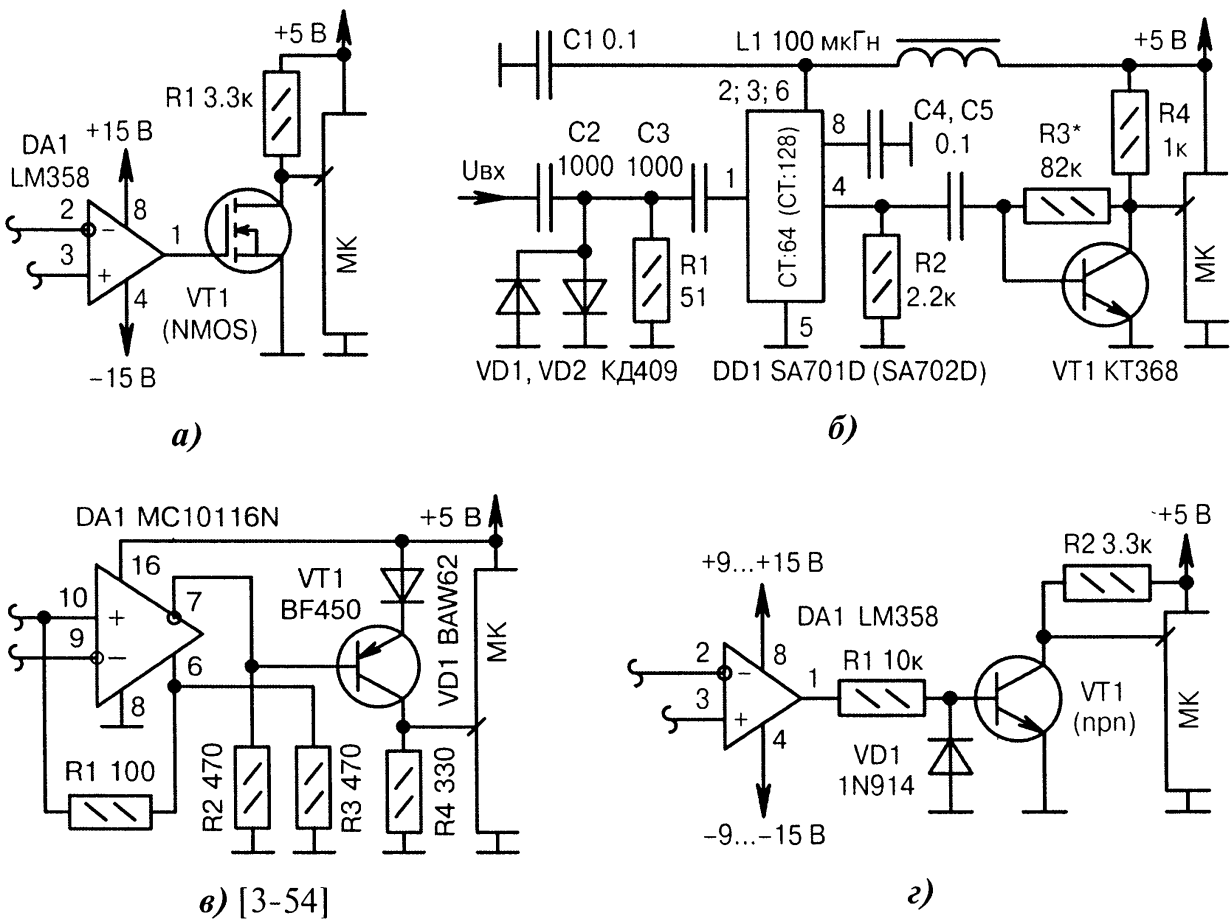 +5 В
R1 3.3к
+15 В
DA1
LM358
2
8
1
3
4
VT1
(NMOS)
МК
−15 В
а)
C1 0.1
L1 100 мкГн
+5 В
2; 3; 6
C2
1000
C3
1000
8
C4, C5
0.1
R3*
82к
R4
1к
Uвх
1
СТ:64 (СТ:128)
4
R1
51
R2
2.2к
МК
5
VD1, VD2 КД409
DD1 SA701D (SA702D)
VT1 КТ368
б)
DA1 MC10116N
+5 В
16
VT1
BF450
VD1 BAW62
МК
10
+
7
9
−
6
8
R1 100
R2 470
R3 470
R4 330
в) [3-54]
+5 В
R2 3.3к
+9...+15 В
DA1 LM358
2
−
8
1
R1 10к
3
+
4
VD1
1N914
VT1
(npn)
МК
−9...−15 В
г)